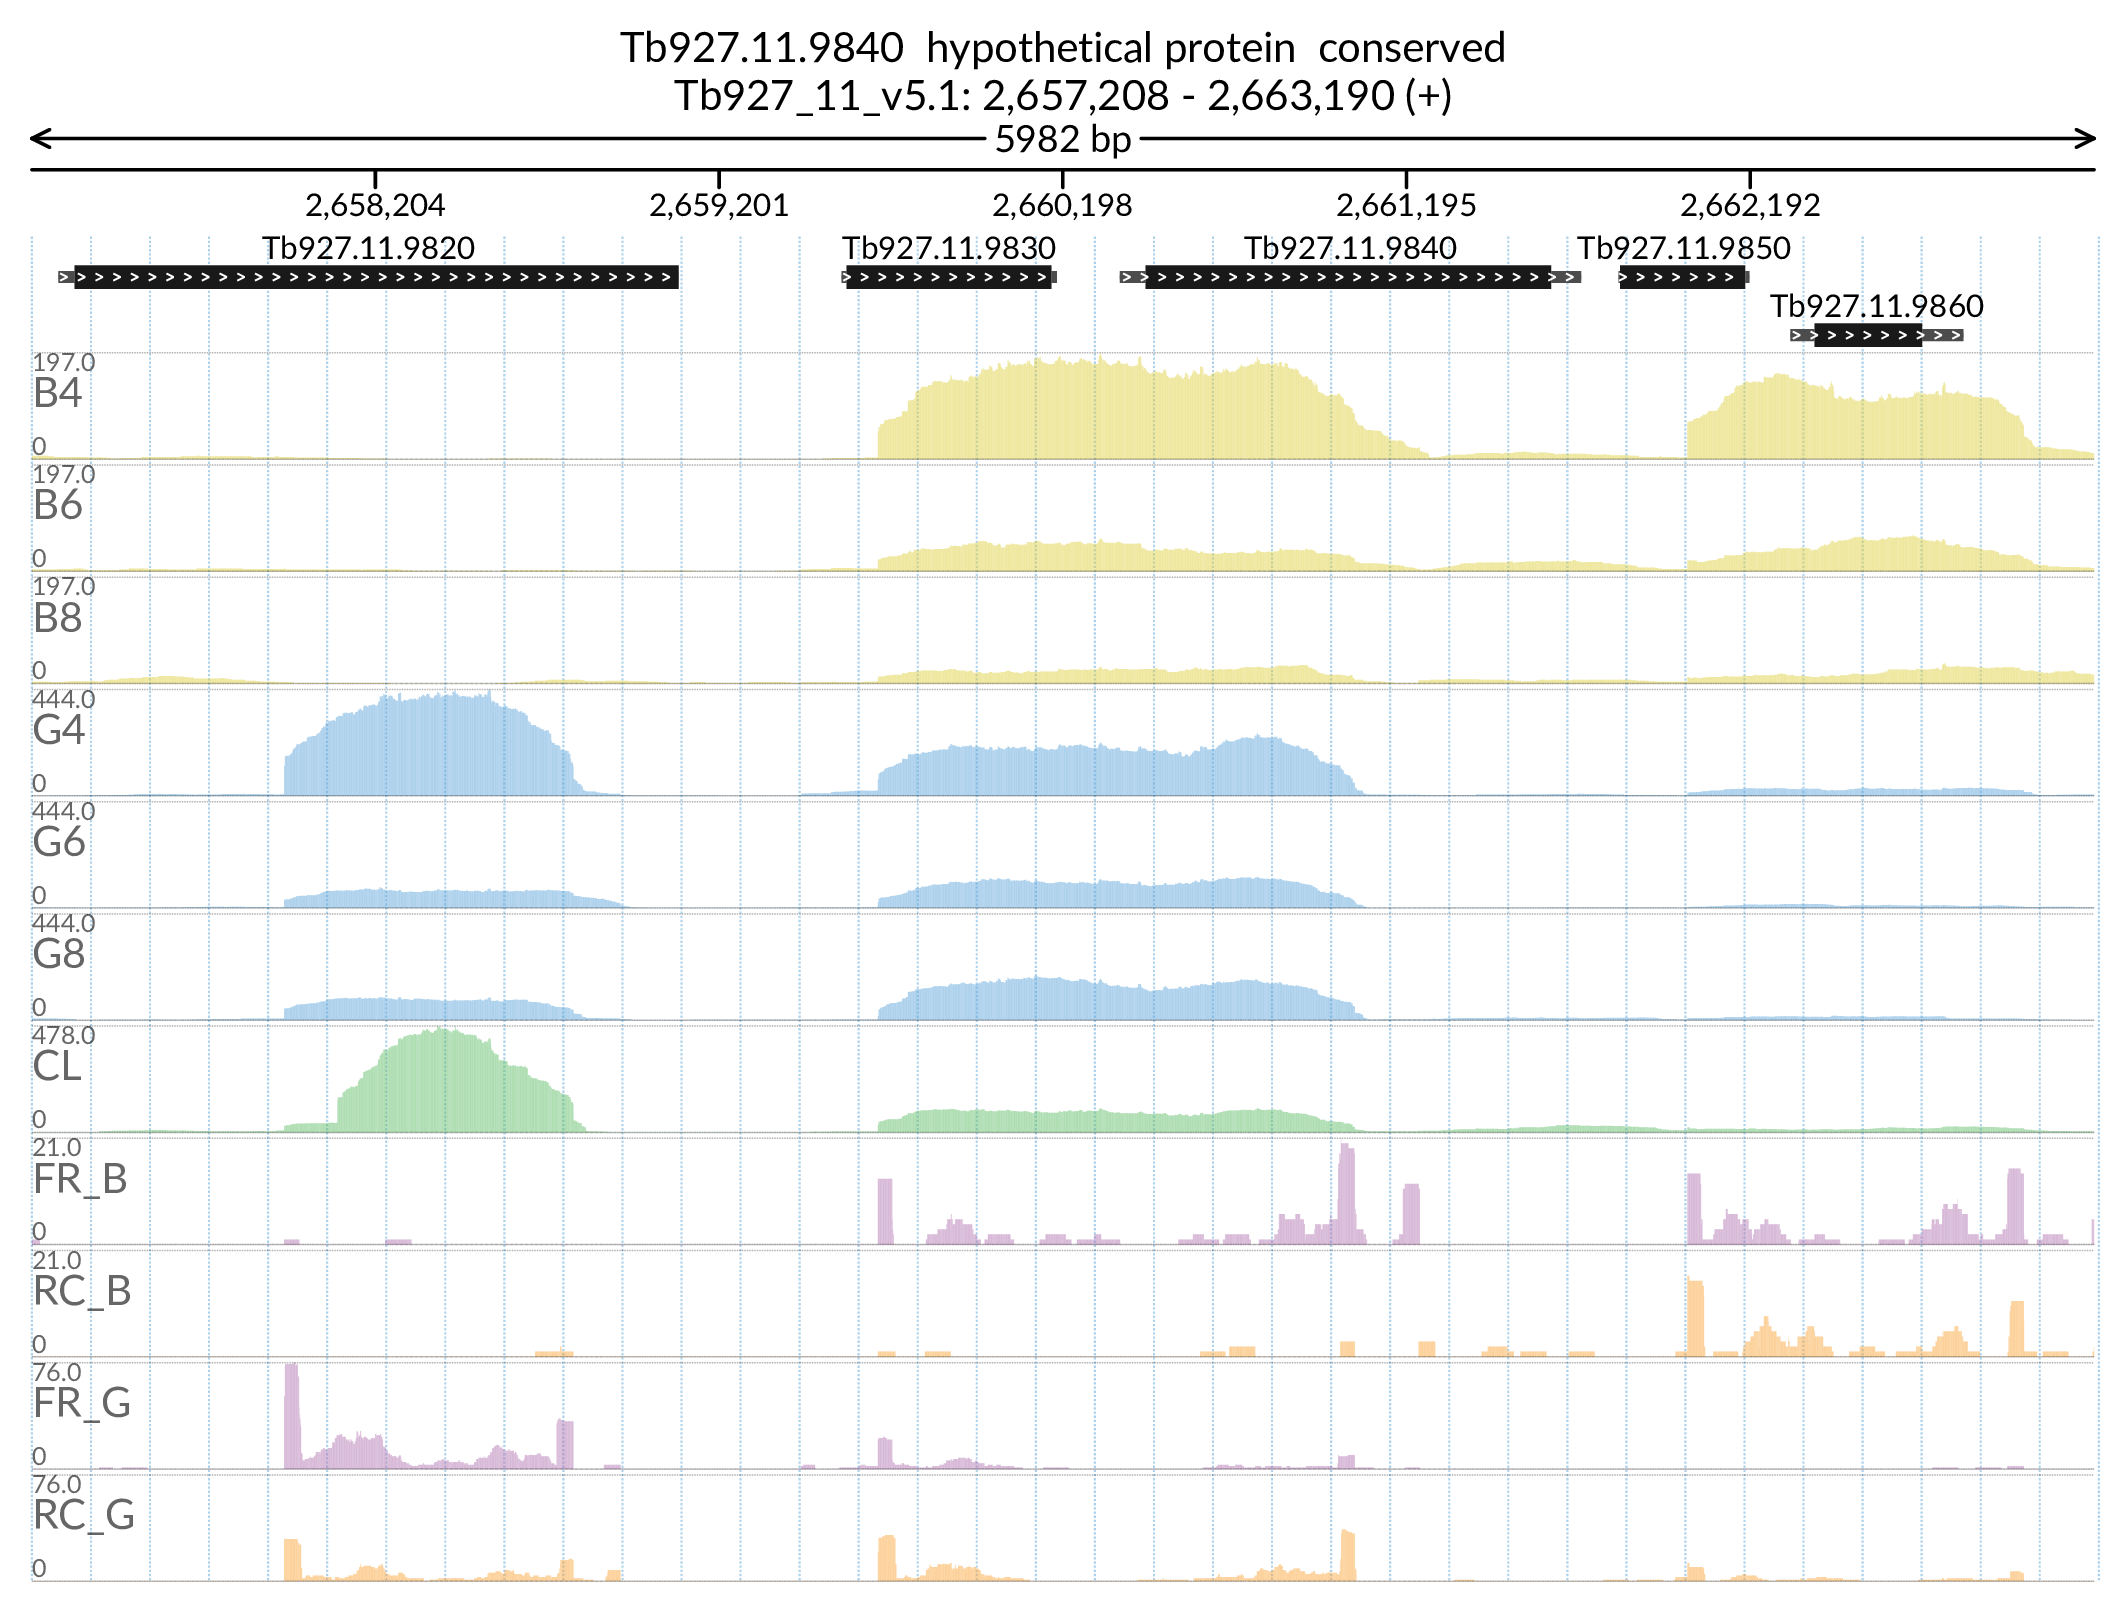 Tb927.11.9840 hypothetical protein conserved
Tb927_11_v5.1: 2,657,208 - 2,663,190 (+)
5982 bp
2,658,204 2,659,201 2,660,198 2,661,195 2,662,192
Tb927.11.9820 Tb927.11.9830 Tb927.11.9840 Tb927.11.9850
Tb927.11.9860
197.0
B4
0
197.0
B6
0
197.0
B8
0
444.0
G4
0
444.0
G6
0
444.0
G8
0
478.0
CL
0
21.0
FR_B
0
21.0
RC_B
0
76.0
FR_G
0
76.0
RC_G
0